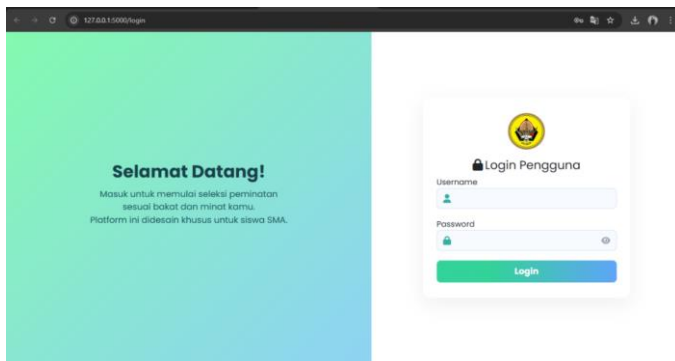 127.0.0.1:5000/login
Selamat Datang!
Masuk untuk memulai seleksi peminatan
sesuai bakat dan minat kamu.
Platform ini didesain khusus untuk siswa SMA.
Login Pengguna
Username
Password
Login